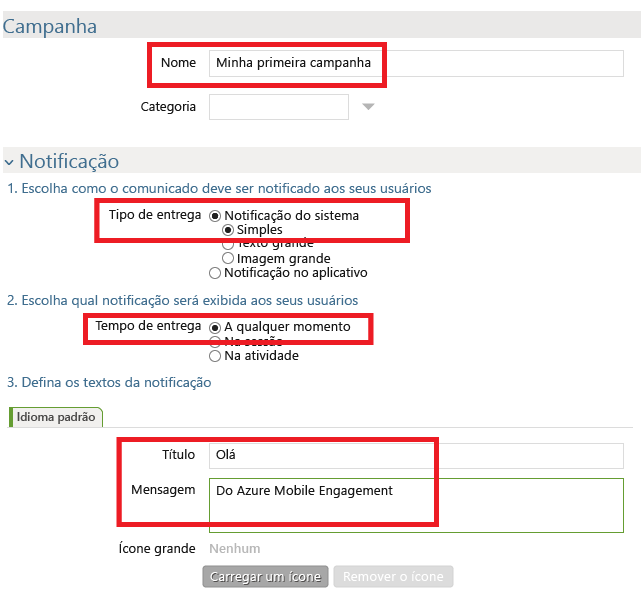 Campanha
Nome Minha primeira campanha
Categoria
Notificação
1. Escolha como o comunicado deve ser notificado aos seus usuários
Tipo de entrega Notificação do sistema
Simples
Texto grande
Imagem grande
Notificação no aplicativo
2. Escolha qual notificação será exibida aos seus usuários
Tempo de entrega A qualquer momento
Na sessão
Na atividade
3. Defina os textos da notificação
Idioma padrão
Título Olá
Mensagem Do Azure Mobile Engagement
Ícone grande Nenhum
Carregar um ícone Remover o ícone